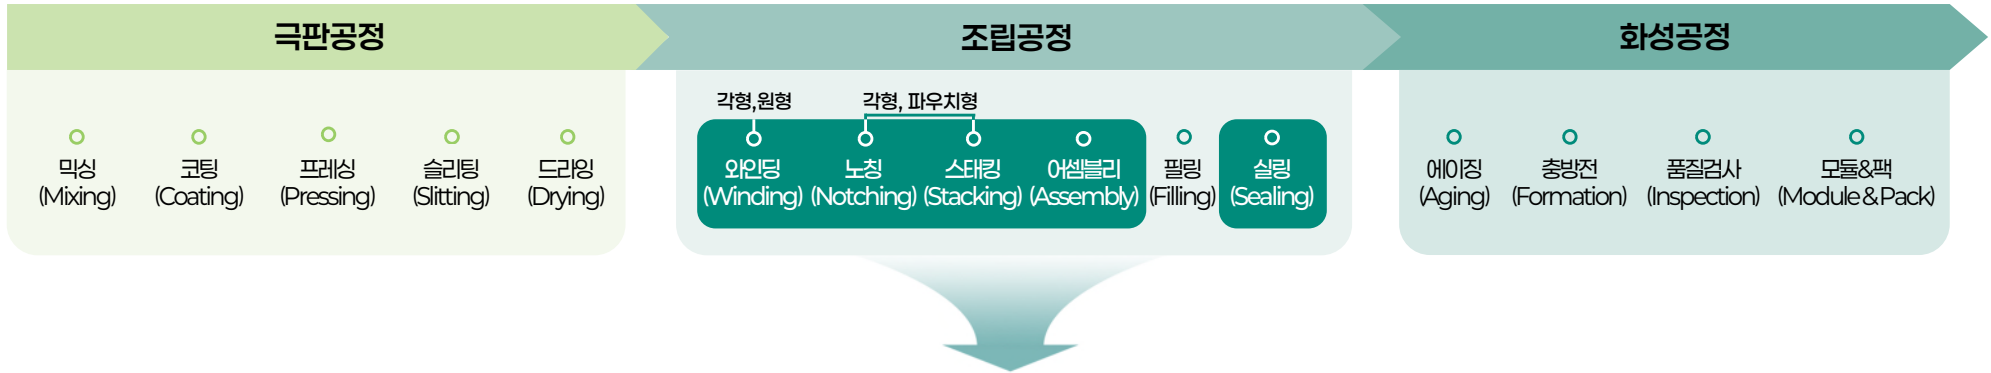 극판공정
조립공정
화성공정
각형,원형
각형, 파우치형
믹싱
(Mixing)
코팅
(Coating)
프레싱
(Pressing)
슬리팅
(Slitting)
드라잉
(Drying)
와인딩
(Winding)
노칭
(Notching)
스태킹
(Stacking)
어셈블리
(Assembly)
필링
(Filling)
실링
(Sealing)
에이징
(Aging)
충방전
(Formation)
품질검사
(Inspection)
모듈&팩
(Module & Pack)